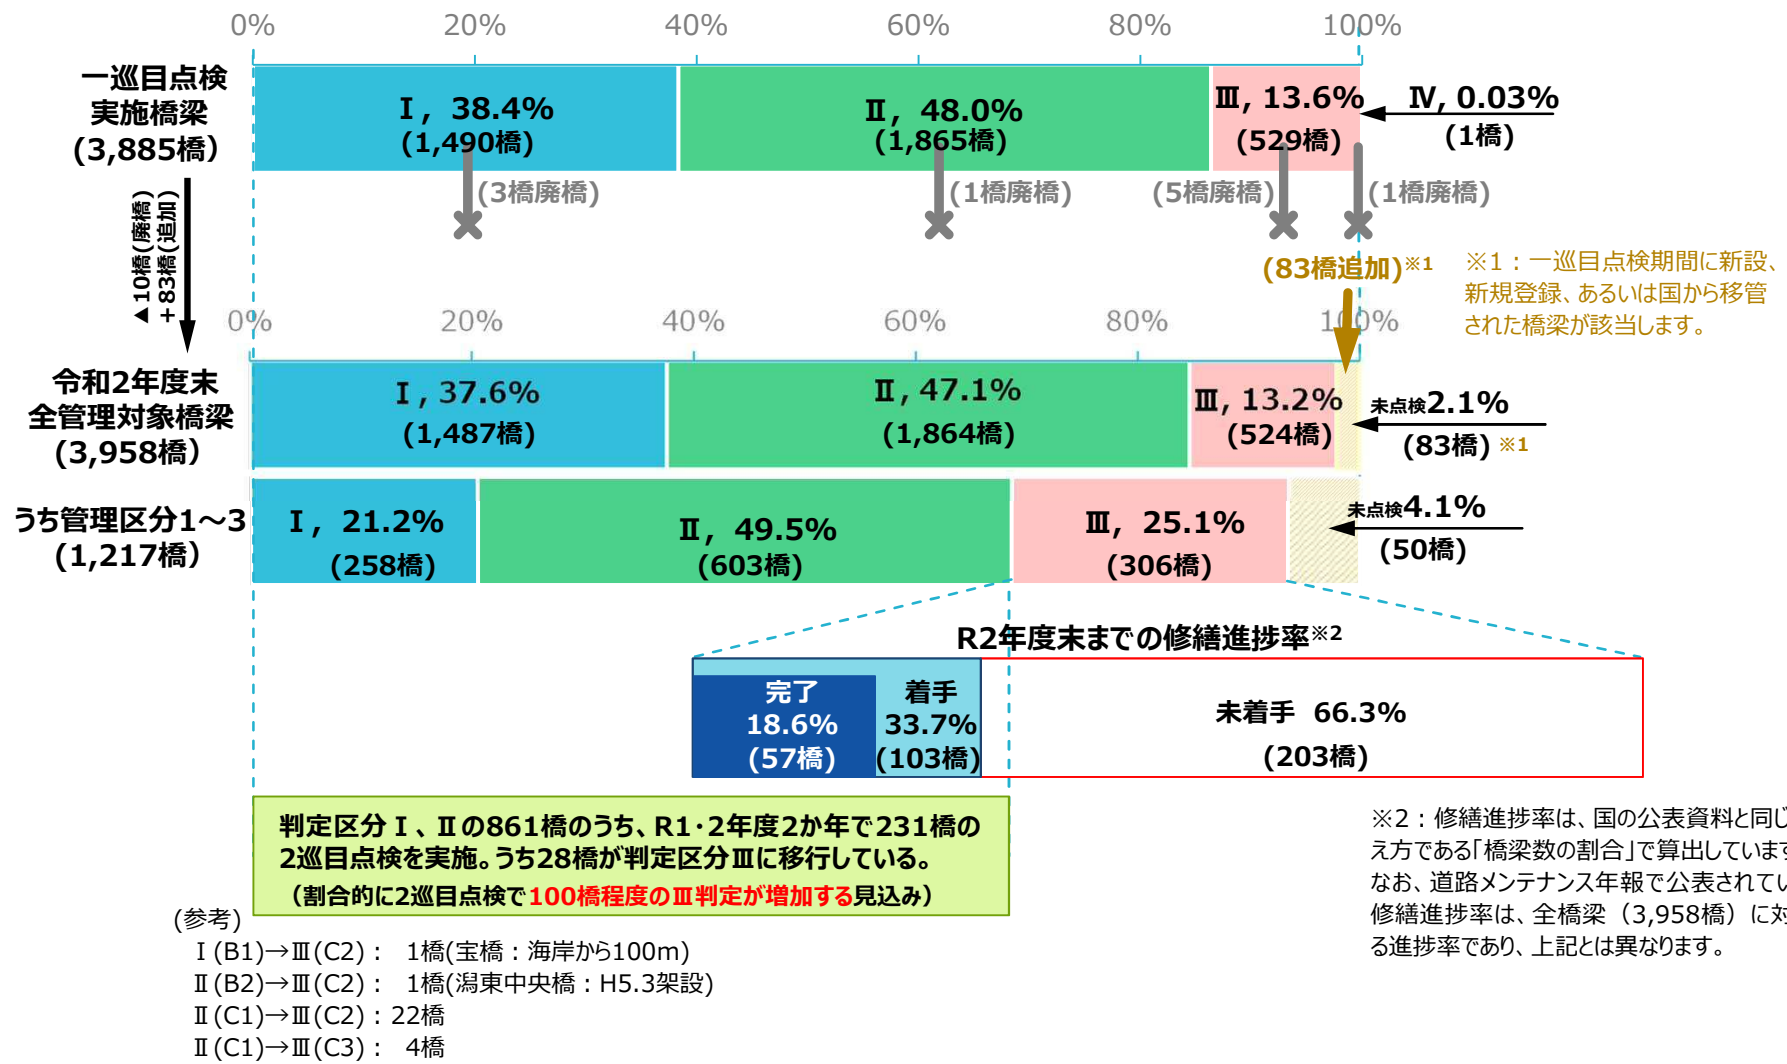 0% 20% 40% 60% 80% 100%
一巡目点検
実施橋梁
(3,885橋)
Ⅰ, 38.4%
(1,490橋)
Ⅱ, 48.0%
(1,865橋)
Ⅲ, 13.6%
(529橋)
Ⅳ, 0.03%
(1橋)
(3橋廃橋)
(1橋廃橋)
(5橋廃橋)
(1橋廃橋)
▲10橋(廃橋)
+83橋(追加)
(83橋追加)※1
※1：一巡目点検期間に新設、
新規登録、あるいは国から移管
された橋梁が該当します。
0% 20% 40% 60% 80% 100%
令和2年度末
全管理対象橋梁
(3,958橋)
Ⅰ, 37.6%
(1,487橋)
Ⅱ, 47.1%
(1,864橋)
Ⅲ, 13.2%
(524橋)
未点検2.1%
(83橋) ※1
うち管理区分1～3
(1,217橋)
Ⅰ, 21.2%
(258橋)
Ⅱ, 49.5%
(603橋)
Ⅲ, 25.1%
(306橋)
未点検4.1%
(50橋)
R2年度末までの修繕進捗率※2
完了
18.6%
(57橋)
着手
33.7%
(103橋)
未着手 66.3%
(203橋)
判定区分Ⅰ、Ⅱの861橋のうち、R1・2年度2か年で231橋の
2巡目点検を実施。うち28橋が判定区分Ⅲに移行している。
（割合的に2巡目点検で100橋程度のⅢ判定が増加する見込み）
※2：修繕進捗率は、国の公表資料と同じ
え方である「橋梁数の割合」で算出しています
なお、道路メンテナンス年報で公表されてい
修繕進捗率は、全橋梁（3,958橋）に対
る進捗率であり、上記とは異なります。
(参考)
Ⅰ(B1)→Ⅲ(C2)： 1橋(宝橋：海岸から100m)
Ⅱ(B2)→Ⅲ(C2)： 1橋(潟東中央橋：H5.3架設)
Ⅱ(C1)→Ⅲ(C2)：22橋
Ⅱ(C1)→Ⅲ(C3)： 4橋